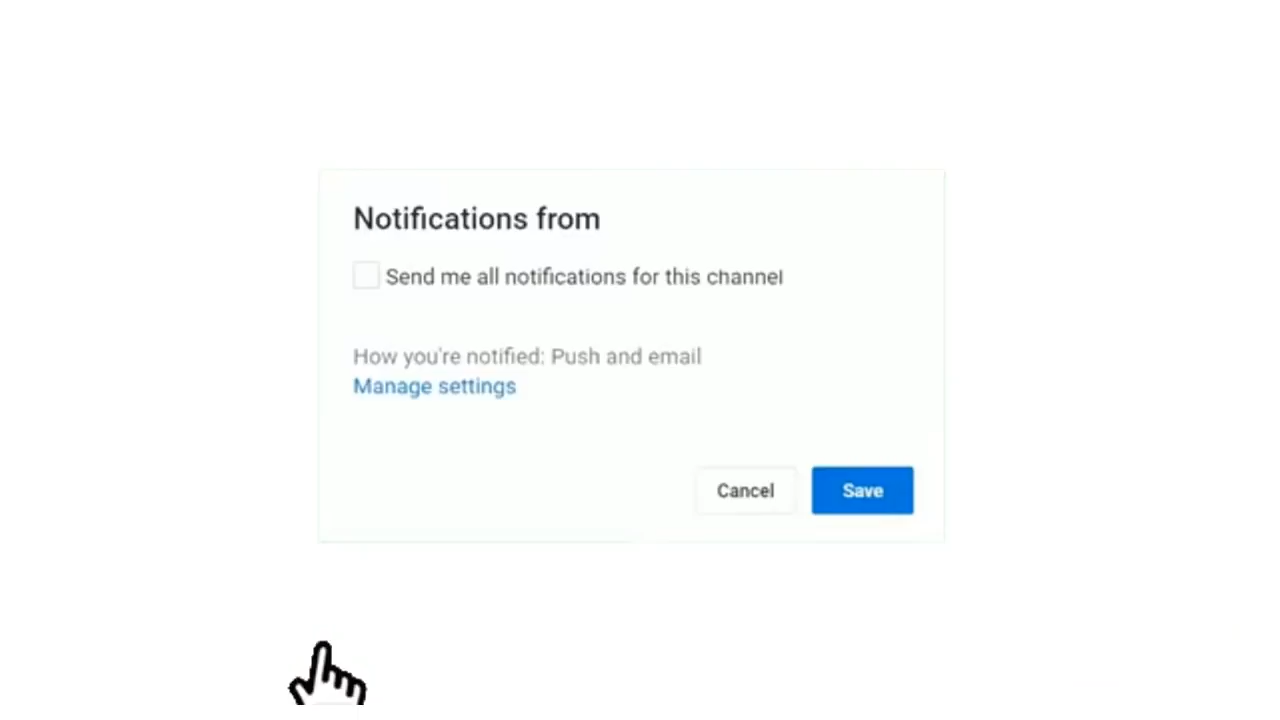 Notifications from
Send me all notifications for this channel
How you're notified: Push and email
Manage settings
Cancel Save